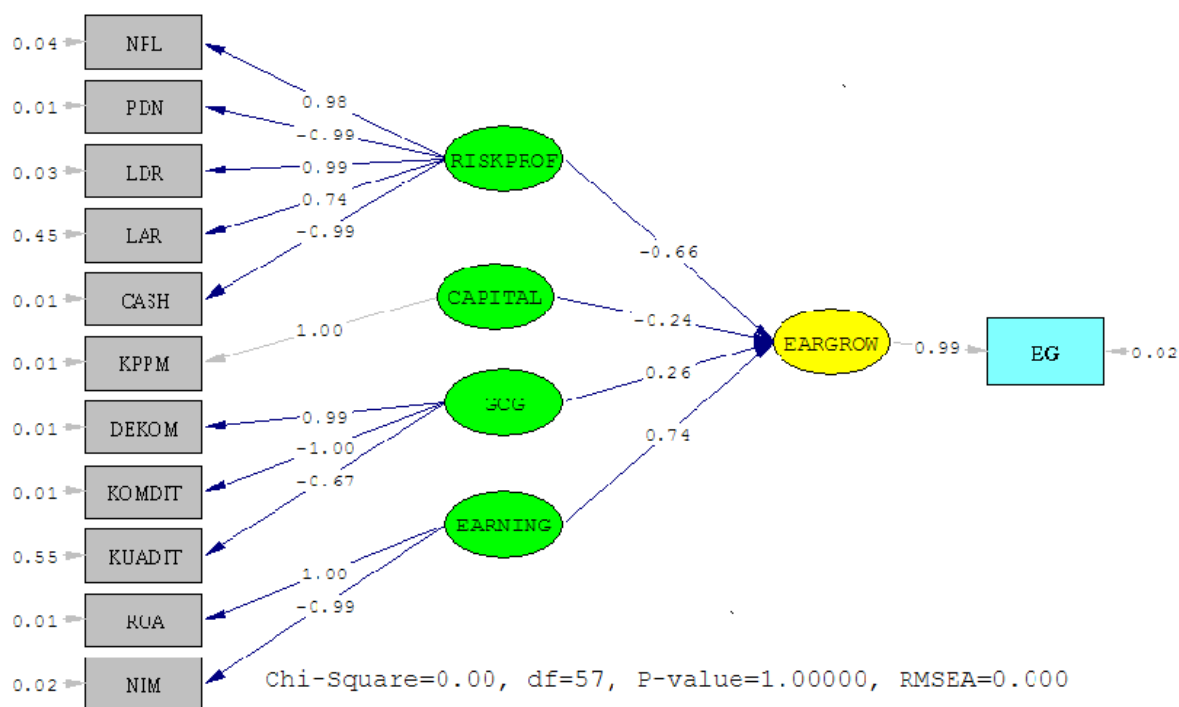 0.04 NFL
0.98
0.01 PDN
-0.99
RISKPROF
0.03 LDR
0.99
0.74
0.45 LAR
-0.99
-0.66
0.01 CASH
CAPITAL
-0.24
1.00
0.01 KPPM
EARGROW 0.99 EG 0.02
0.26
GCG
0.01 DEKOM
0.99
-1.00
-0.67
0.74
0.01 KOMDIT
EARNING
0.55 KUADIT
1.00
-0.99
0.01 ROA
0.02 NIM
Chi-Square=0.00, df=57, P-value=1.00000, RMSEA=0.000